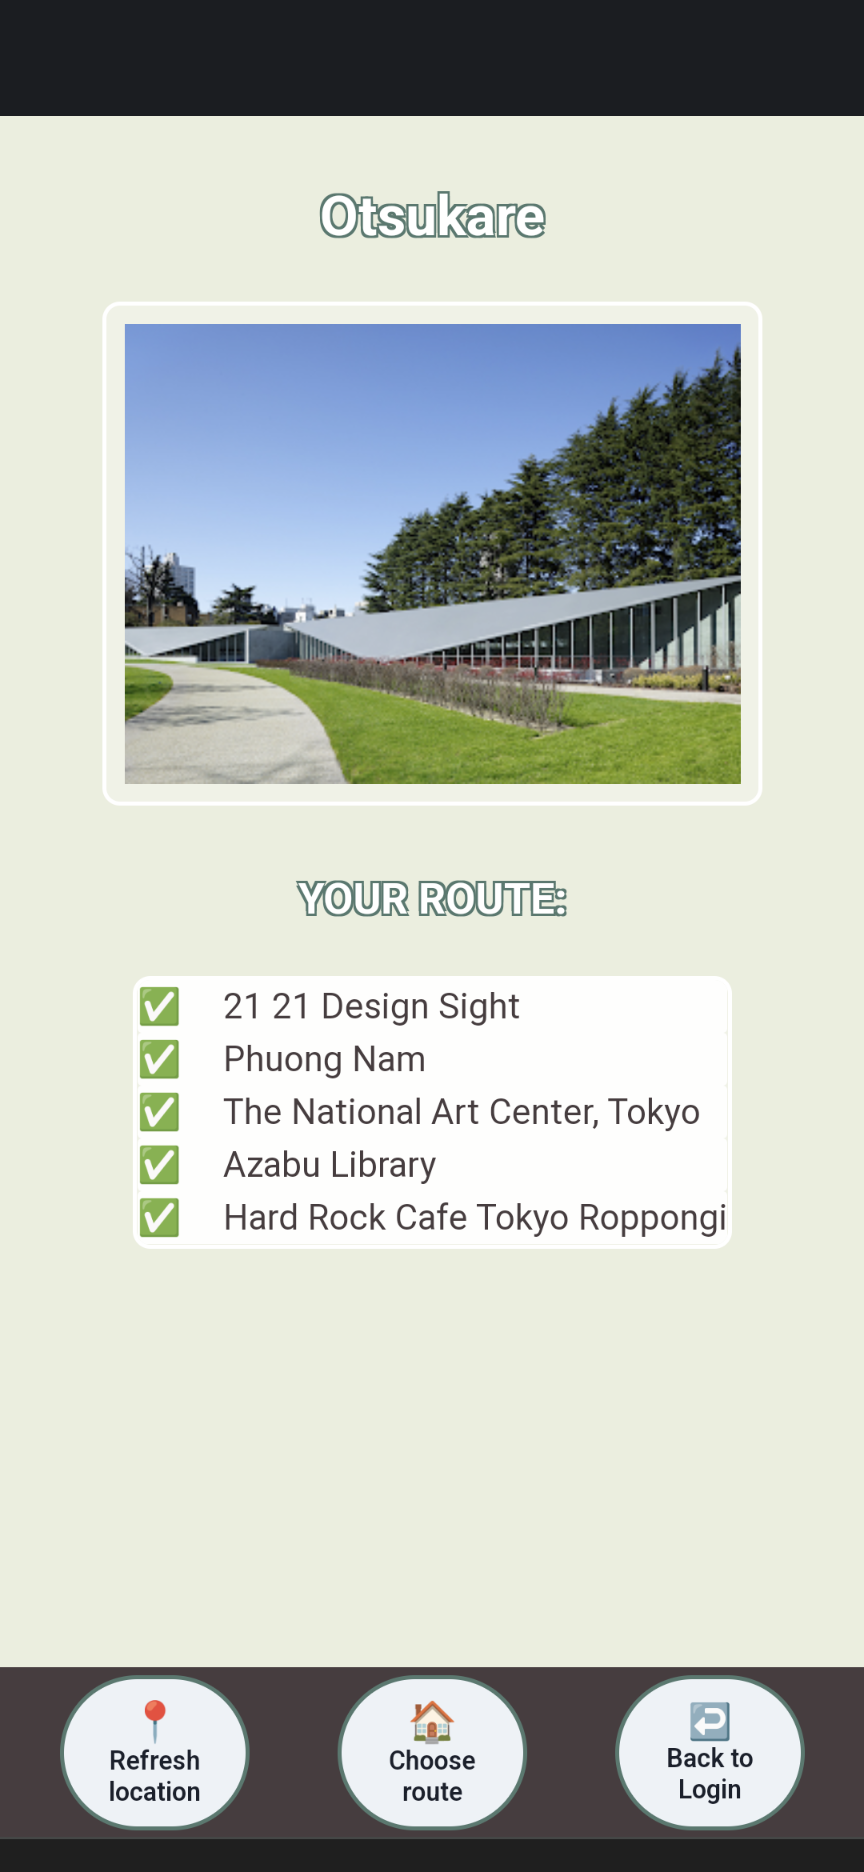 Otsukare
YOUR ROUTE:
✅ 21 21 Design Sight
✅ Phuong Nam
✅ The National Art Center, Tokyo
✅ Azabu Library
✅ Hard Rock Cafe Tokyo Roppongi
Refresh
location
Choose
route
Back to
Login